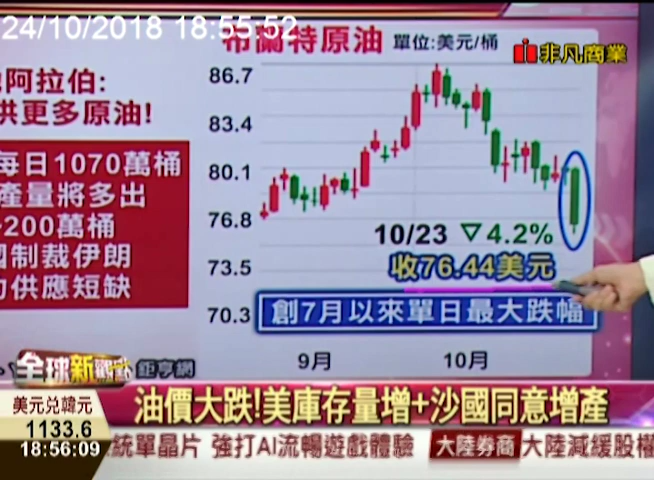 24/10/2018 18:55:52
布蘭特原油 單位:美元/桶
非凡商業
阿拉伯:
供更多原油!
每日1070萬桶
產量將多出
200萬桶
國制裁伊朗
供應短缺
86.7
83.4
80.1
76.8
73.5
70.3
10/23 ▽4.2%
收76.44美元
創7月以來單日最大跌幅
9月 10月
全球新觀點 鉅亨網
油價大跌!美庫存量增+沙國同意增產
美元兌韓元
1133.6
18:56:09
統單晶片 強打AI流暢遊戲體驗 大陸券商 大陸減緩股權